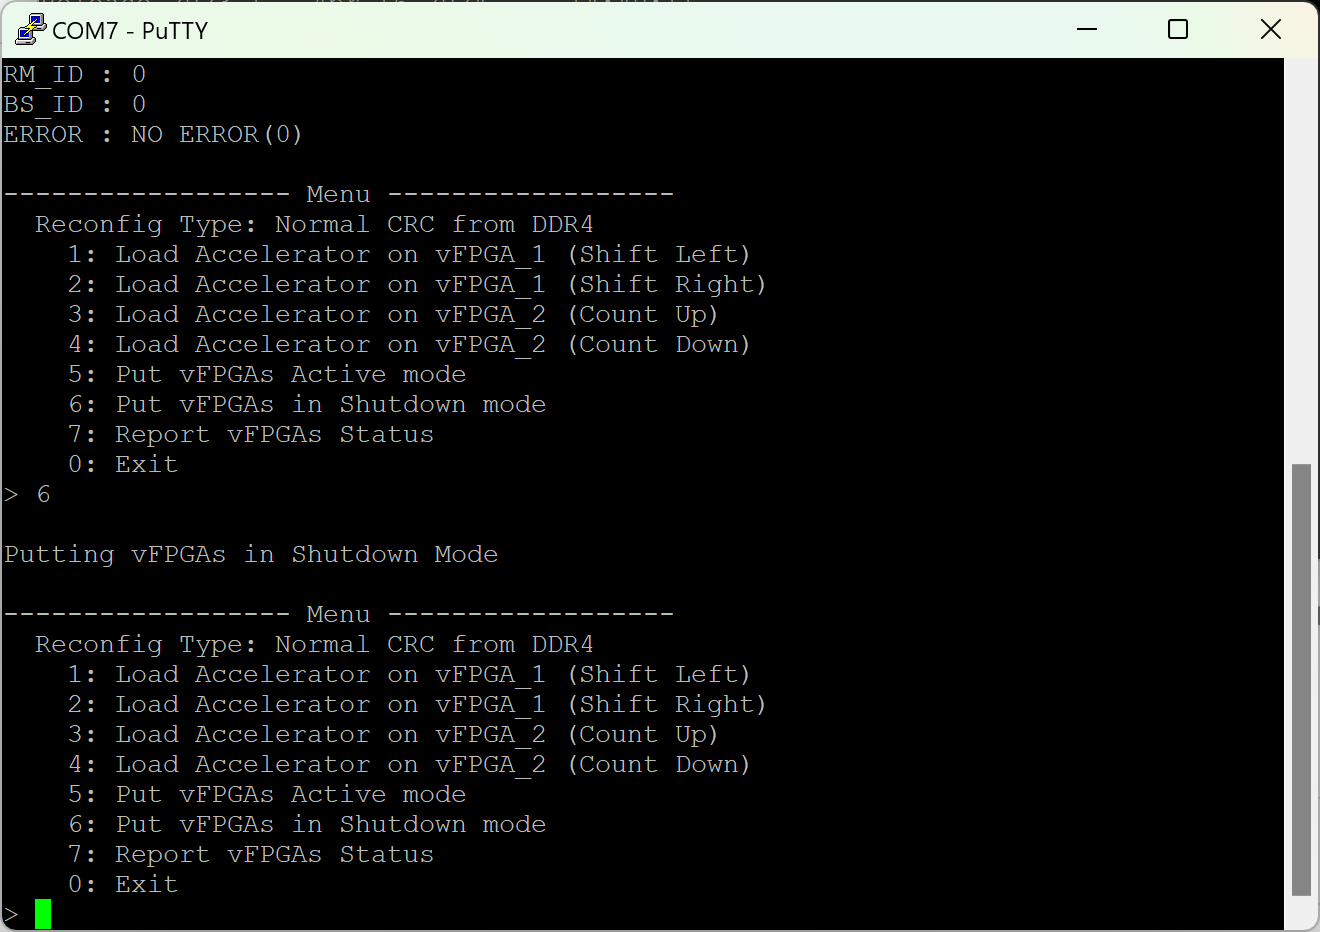 COM7 - PuTTY
RM_ID : 0
BS_ID : 0
ERROR : NO ERROR(0)
------------------ Menu ------------------
  Reconfig Type: Normal CRC from DDR4
    1: Load Accelerator on vFPGA_1 (Shift Left)
    2: Load Accelerator on vFPGA_1 (Shift Right)
    3: Load Accelerator on vFPGA_2 (Count Up)
    4: Load Accelerator on vFPGA_2 (Count Down)
    5: Put vFPGAs Active mode
    6: Put vFPGAs in Shutdown mode
    7: Report vFPGAs Status
    0: Exit
> 6
Putting vFPGAs in Shutdown Mode
------------------ Menu ------------------
  Reconfig Type: Normal CRC from DDR4
    1: Load Accelerator on vFPGA_1 (Shift Left)
    2: Load Accelerator on vFPGA_1 (Shift Right)
    3: Load Accelerator on vFPGA_2 (Count Up)
    4: Load Accelerator on vFPGA_2 (Count Down)
    5: Put vFPGAs Active mode
    6: Put vFPGAs in Shutdown mode
    7: Report vFPGAs Status
    0: Exit
>